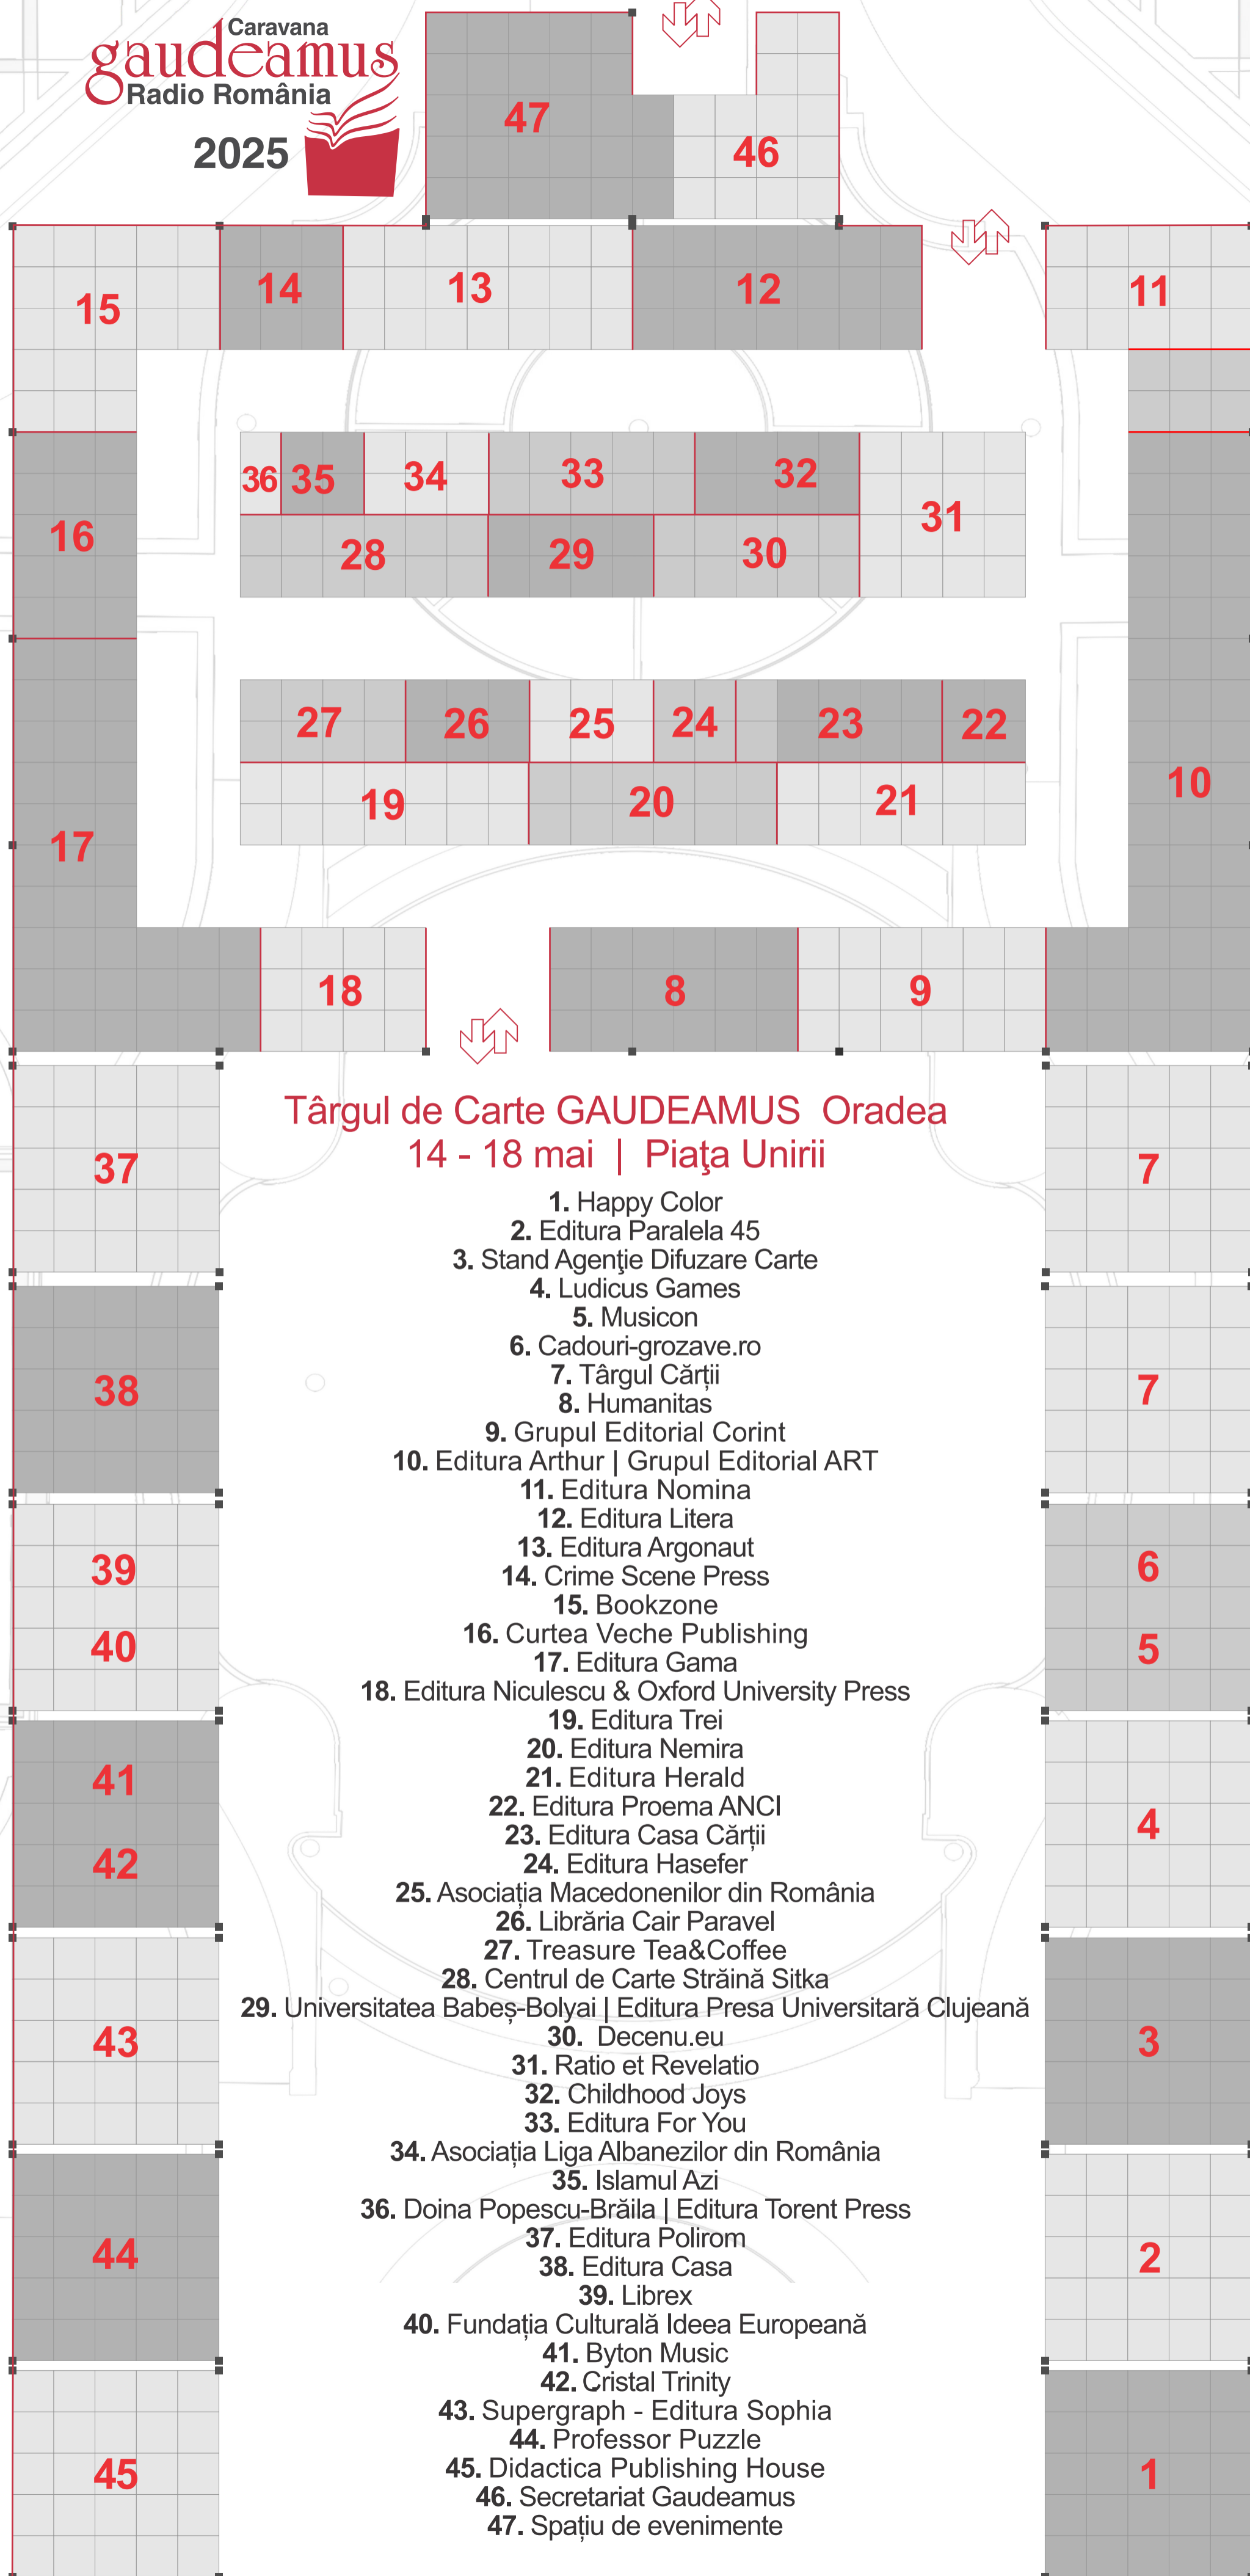 Caravana
gaudeamus
Radio România
2025
47
46
15
14
13
12
11
36
35
34
33
32
31
16
28
29
30
27
26
25
24
23
22
10
19
20
21
17
18
8
9
Târgul de Carte GAUDEAMUS Oradea
14 - 18 mai | Piaţa Unirii
37
7
38
7
39
6
40
5
41
4
42
43
3
44
2
45
1
1. Happy Color
2. Editura Paralela 45
3. Stand Agenţie Difuzare Carte
4. Ludicus Games
5. Musicon
6. Cadouri-grozave.ro
7. Târgul Cărții
8. Humanitas
9. Grupul Editorial Corint
10. Editura Arthur | Grupul Editorial ART
11. Editura Nomina
12. Editura Litera
13. Editura Argonaut
14. Crime Scene Press
15. Bookzone
16. Curtea Veche Publishing
17. Editura Gama
18. Editura Niculescu & Oxford University Press
19. Editura Trei
20. Editura Nemira
21. Editura Herald
22. Editura Proema ANCI
23. Editura Casa Cărții
24. Editura Hasefer
25. Asociația Macedonenilor din România
26. Librăria Cair Paravel
27. Treasure Tea&Coffee
28. Centrul de Carte Străină Sitka
29. Universitatea Babeș-Bolyai | Editura Presa Universitară Clujeană
30. Decenu.eu
31. Ratio et Revelatio
32. Childhood Joys
33. Editura For You
34. Asociația Liga Albanezilor din România
35. Islamul Azi
36. Doina Popescu-Brăila | Editura Torent Press
37. Editura Polirom
38. Editura Casa
39. Librex
40. Fundația Culturală Ideea Europeană
41. Byton Music
42. Cristal Trinity
43. Supergraph - Editura Sophia
44. Professor Puzzle
45. Didactica Publishing House
46. Secretariat Gaudeamus
47. Spațiu de evenimente